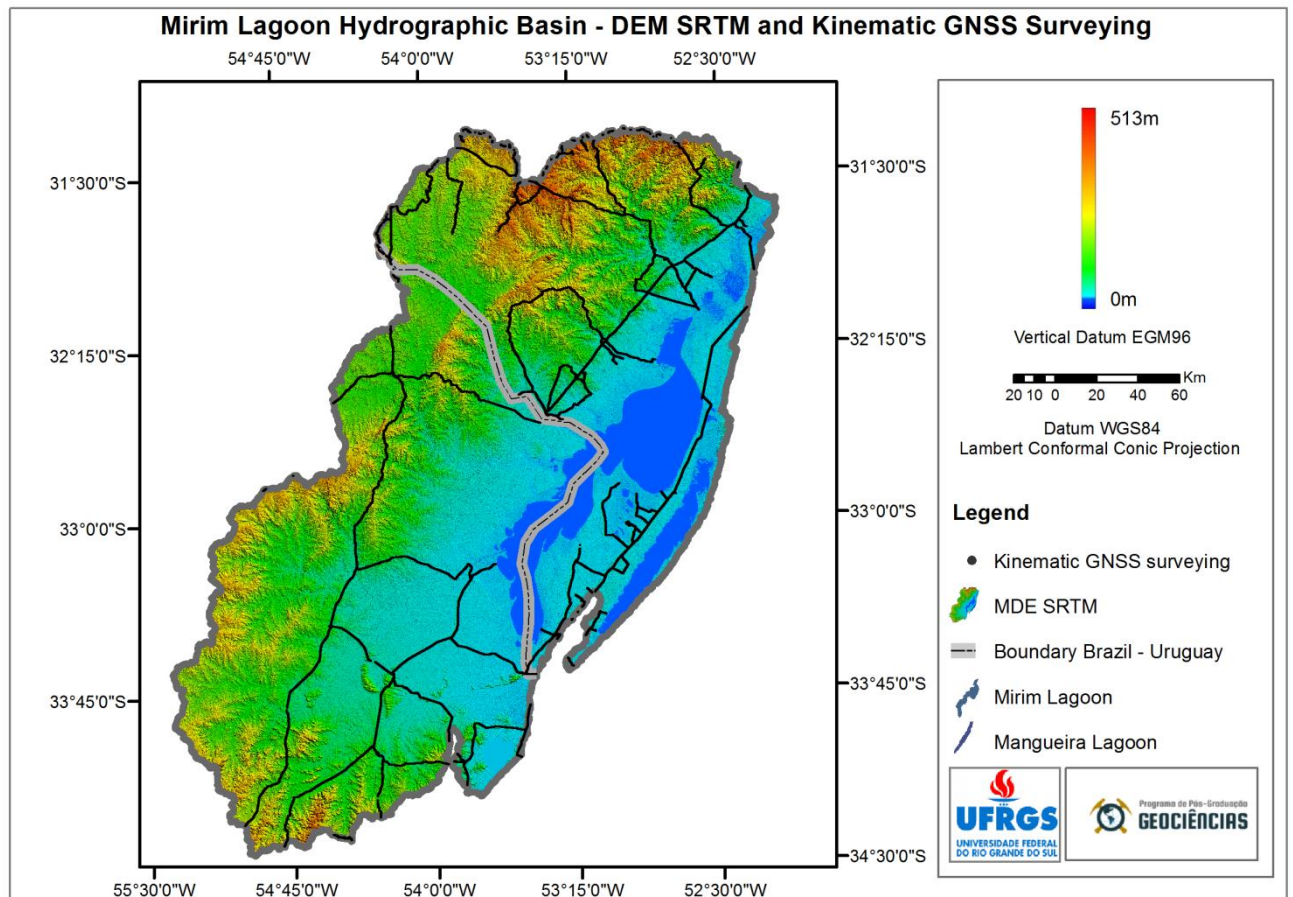 Mirim Lagoon Hydrographic Basin - DEM SRTM and Kinematic GNSS Surveying
54°45'0"W 54°0'0"W 53°15'0"W 52°30'0"W
31°30'0"S
32°15'0"S
33°0'0"S
33°45'0"S
31°30'0"S
32°15'0"S
33°0'0"S
33°45'0"S
34°30'0"S
55°30'0"W 54°45'0"W 54°0'0"W 53°15'0"W 52°30'0"W
513m
0m
Vertical Datum EGM96
20 10 0 20 40 60 Km
Datum WGS84
Lambert Conformal Conic Projection
Legend
Kinematic GNSS surveying
MDE SRTM
Boundary Brazil - Uruguay
Mirim Lagoon
Mangueira Lagoon
UFRGS
UNIVERSIDADE FEDERAL
DO RIO GRANDE DO SUL
Programa de Pós-Graduação
GEOCIÊNCIAS